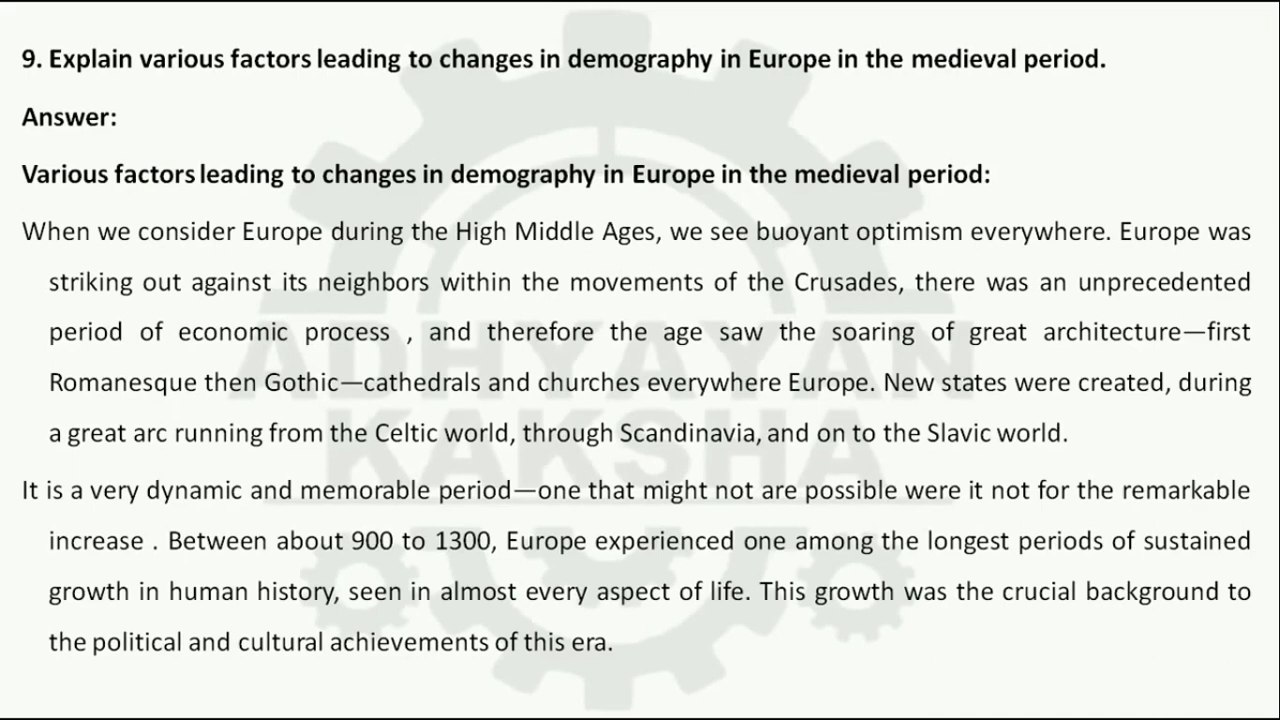 9. Explain various factors leading to changes in demography in Europe in the medieval period.
Answer:
Various factors leading to changes in demography in Europe in the medieval period:
When we consider Europe during the High Middle Ages, we see buoyant optimism everywhere. Europe was
striking out against its neighbors within the movements of the Crusades, there was an unprecedented
period of economic process , and therefore the age saw the soaring of great architecture—first
Romanesque then Gothic—cathedrals and churches everywhere Europe. New states were created, during
a great arc running from the Celtic world, through Scandinavia, and on to the Slavic world.
It is a very dynamic and memorable period—one that might not are possible were it not for the remarkable
increase . Between about 900 to 1300, Europe experienced one among the longest periods of sustained
growth in human history, seen in almost every aspect of life. This growth was the crucial background to
the political and cultural achievements of this era.
ADHYAYAN
KAKSHA